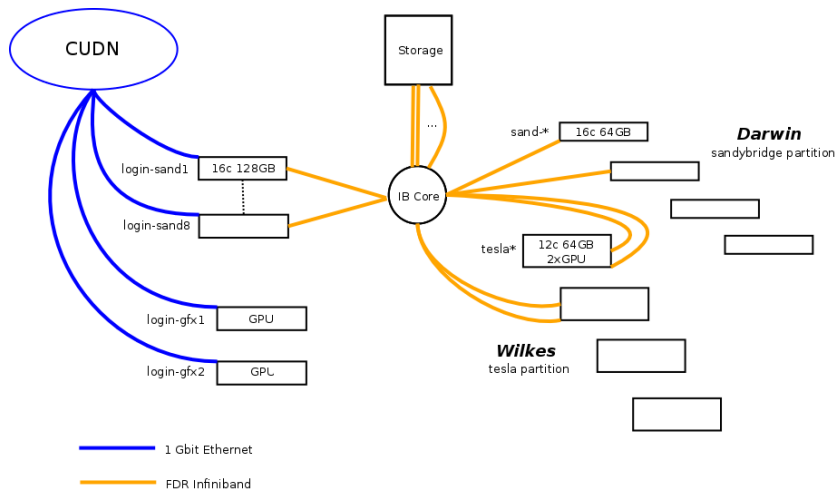 CUDN
Storage
...
sand-*
16c 64GB
Darwin
sandybridge partition
login-sand1
16c 128GB
IB Core
login-sand8
tesla*
12c 64GB
2xGPU
login-gfx1
GPU
Wilkes
tesla partition
login-gfx2
GPU
1 Gbit Ethernet
FDR Infiniband